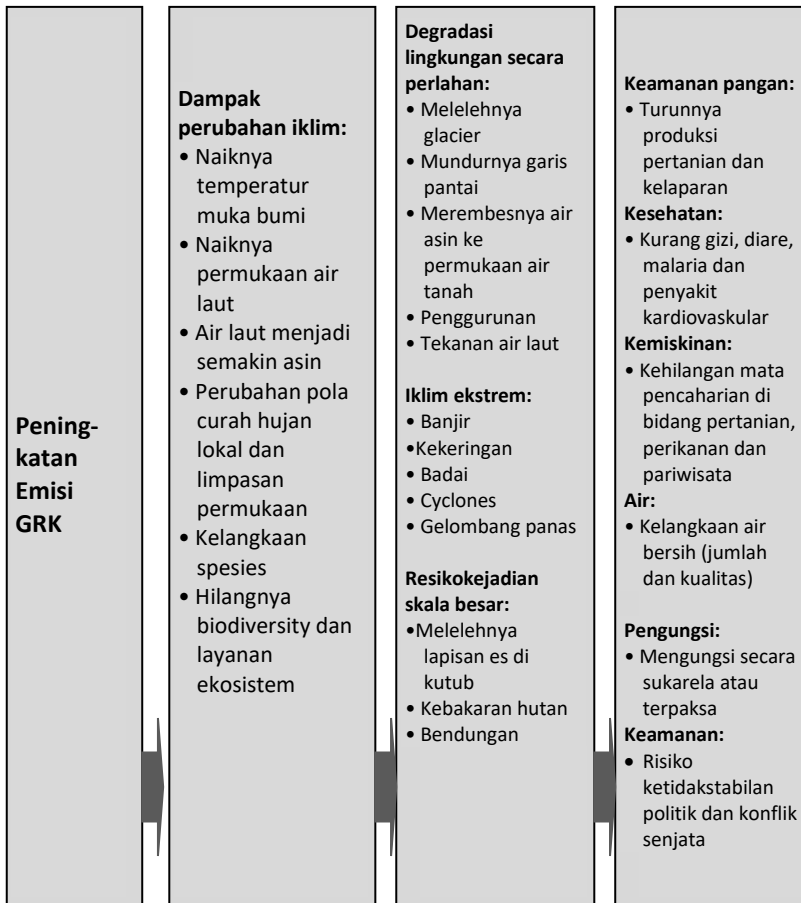 Pening-
katan
Emisi
GRK
Dampak
perubahan iklim:
• Naiknya
temperatur
muka bumi
• Naiknya
permukaan air
laut
• Air laut menjadi
semakin asin
• Perubahan pola
curah hujan
lokal dan
limpasan
permukaan
• Kelangkaan
spesies
• Hilangnya
biodiversity dan
layanan
ekosistem
Degradasi
lingkungan secara
perlahan:
• Melelehnya
glacier
• Mundurnya garis
pantai
• Merembesnya air
asin ke
permukaan air
tanah
• Penggurunan
• Tekanan air laut
Iklim ekstrem:
• Banjir
•Kekeringan
• Badai
• Cyclones
• Gelombang panas
Resikokejadian
skala besar:
•Melelehnya
lapisan es di
kutub
• Kebakaran hutan
• Bendungan
Keamanan pangan:
• Turunnya
produksi
pertanian dan
kelaparan
Kesehatan:
• Kurang gizi, diare,
malaria dan
penyakit
kardiovaskular
Kemiskinan:
• Kehilangan mata
pencaharian di
bidang pertanian,
perikanan dan
pariwisata
Air:
• Kelangkaan air
bersih (jumlah
dan kualitas)
Pengungsi:
• Mengungsi secara
sukarela atau
terpaksa
Keamanan:
• Risiko
ketidakstabilan
politik dan konflik
senjata